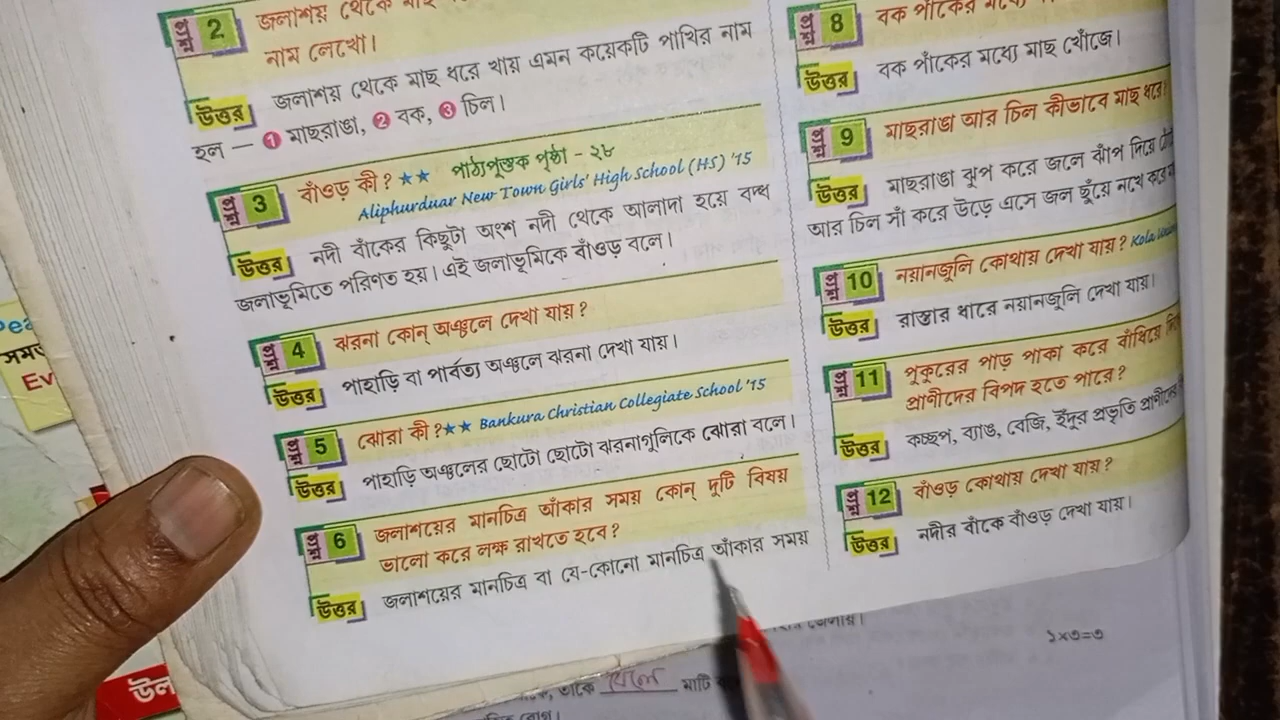 প্রশ্ন 2 জলাশয় থেকে মাছ
নাম লেখো।
উত্তর জলাশয় থেকে মাছ ধরে খায় এমন কয়েকটি পাখির নাম
হল — 1 মাছরাঙা, 2 বক, 3 চিল।
প্রশ্ন 3 বাঁওড় কী? ★★ পাঠ্যপুস্তক পৃষ্ঠা - ২৮
Aliphurduar New Town Girls' High School (HS) '15
উত্তর নদী বাঁকের কিছুটা অংশ নদী থেকে আলাদা হয়ে বদ্ধ
জলাভূমিতে পরিণত হয়। এই জলাভূমিকে বাঁওড় বলে।
প্রশ্ন 4 ঝরনা কোন্ অঞ্চলে দেখা যায়?
উত্তর পাহাড়ি বা পার্বত্য অঞ্চলে ঝরনা দেখা যায়।
প্রশ্ন 5 ঝোরা কী? ★★ Bankura Christian Collegiate School '15
উত্তর পাহাড়ি অঞ্চলের ছোটো ছোটো ঝরনাগুলিকে ঝোরা বলে।
প্রশ্ন 6 জলাশয়ের মানচিত্র আঁকার সময় কোন্ দুটি বিষয়
ভালো করে লক্ষ রাখতে হবে?
উত্তর জলাশয়ের মানচিত্র বা যে-কোনো মানচিত্র আঁকার সময়
প্রশ্ন 8 বক পাঁকের মধ্যে
উত্তর বক পাঁকের মধ্যে মাছ খোঁজে।
প্রশ্ন 9 মাছরাঙা আর চিল কীভাবে মাছ ধরে
উত্তর মাছরাঙা ঝুপ করে জলে ঝাঁপ দিয়ে
আর চিল সাঁ করে উড়ে এসে জল ছুঁয়ে নখে করে
প্রশ্ন 10 নয়ানজুলি কোথায় দেখা যায়? Kola
উত্তর রাস্তার ধারে নয়ানজুলি দেখা যায়।
প্রশ্ন 11 পুকুরের পাড় পাকা করে বাঁধিয়ে
প্রাণীদের বিপদ হতে পারে?
উত্তর কচ্ছপ, ব্যাঙ, বেজি, ইঁদুর প্রভৃতি প্রাণীদের
প্রশ্ন 12 বাঁওড় কোথায় দেখা যায়?
উত্তর নদীর বাঁকে বাঁওড় দেখা যায়।
১×৩=৩
তাকে বেলে মাটি
রোগ।
Ev